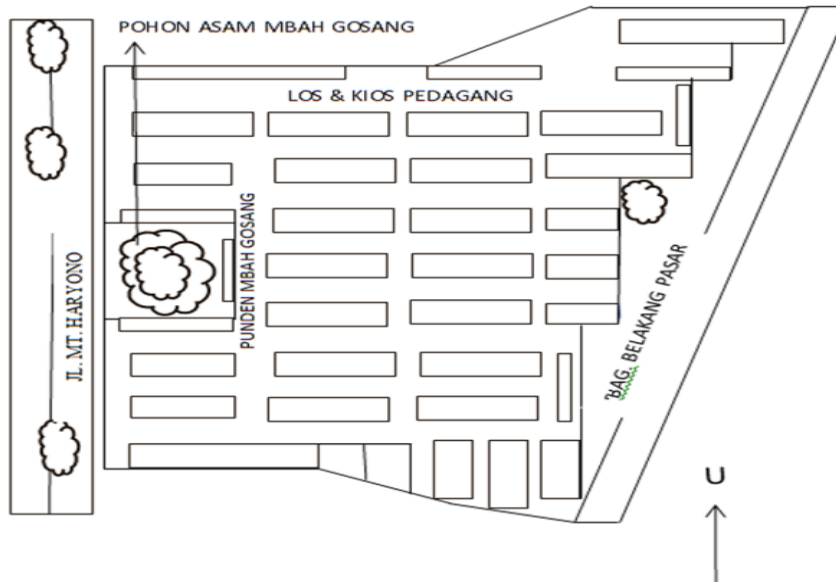 POHON ASAM MBAH GOSANG
LOS & KIOS PEDAGANG
JL. MT. HARYONO
PUNDEN MBAH GOSANG
BAG. BELAKANG PASAR
U